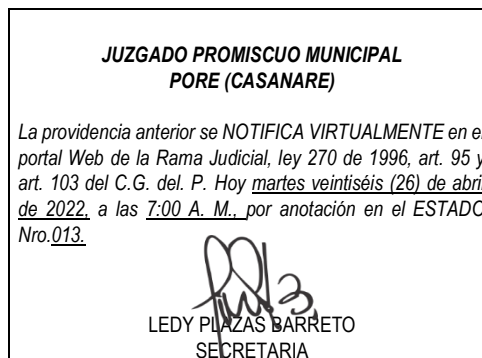 JUZGADO PROMISCUO MUNICIPAL
PORE (CASANARE)
La providencia anterior se NOTIFICA VIRTUALMENTE en e
portal Web de la Rama Judicial, ley 270 de 1996, art. 95 y
art. 103 del C.G. del. P. Hoy martes veintiséis (26) de abri
de 2022, a las 7:00 A. M., por anotación en el ESTADO
Nro.013.
LEDY PLAZAS BARRETO
SECRETARIA